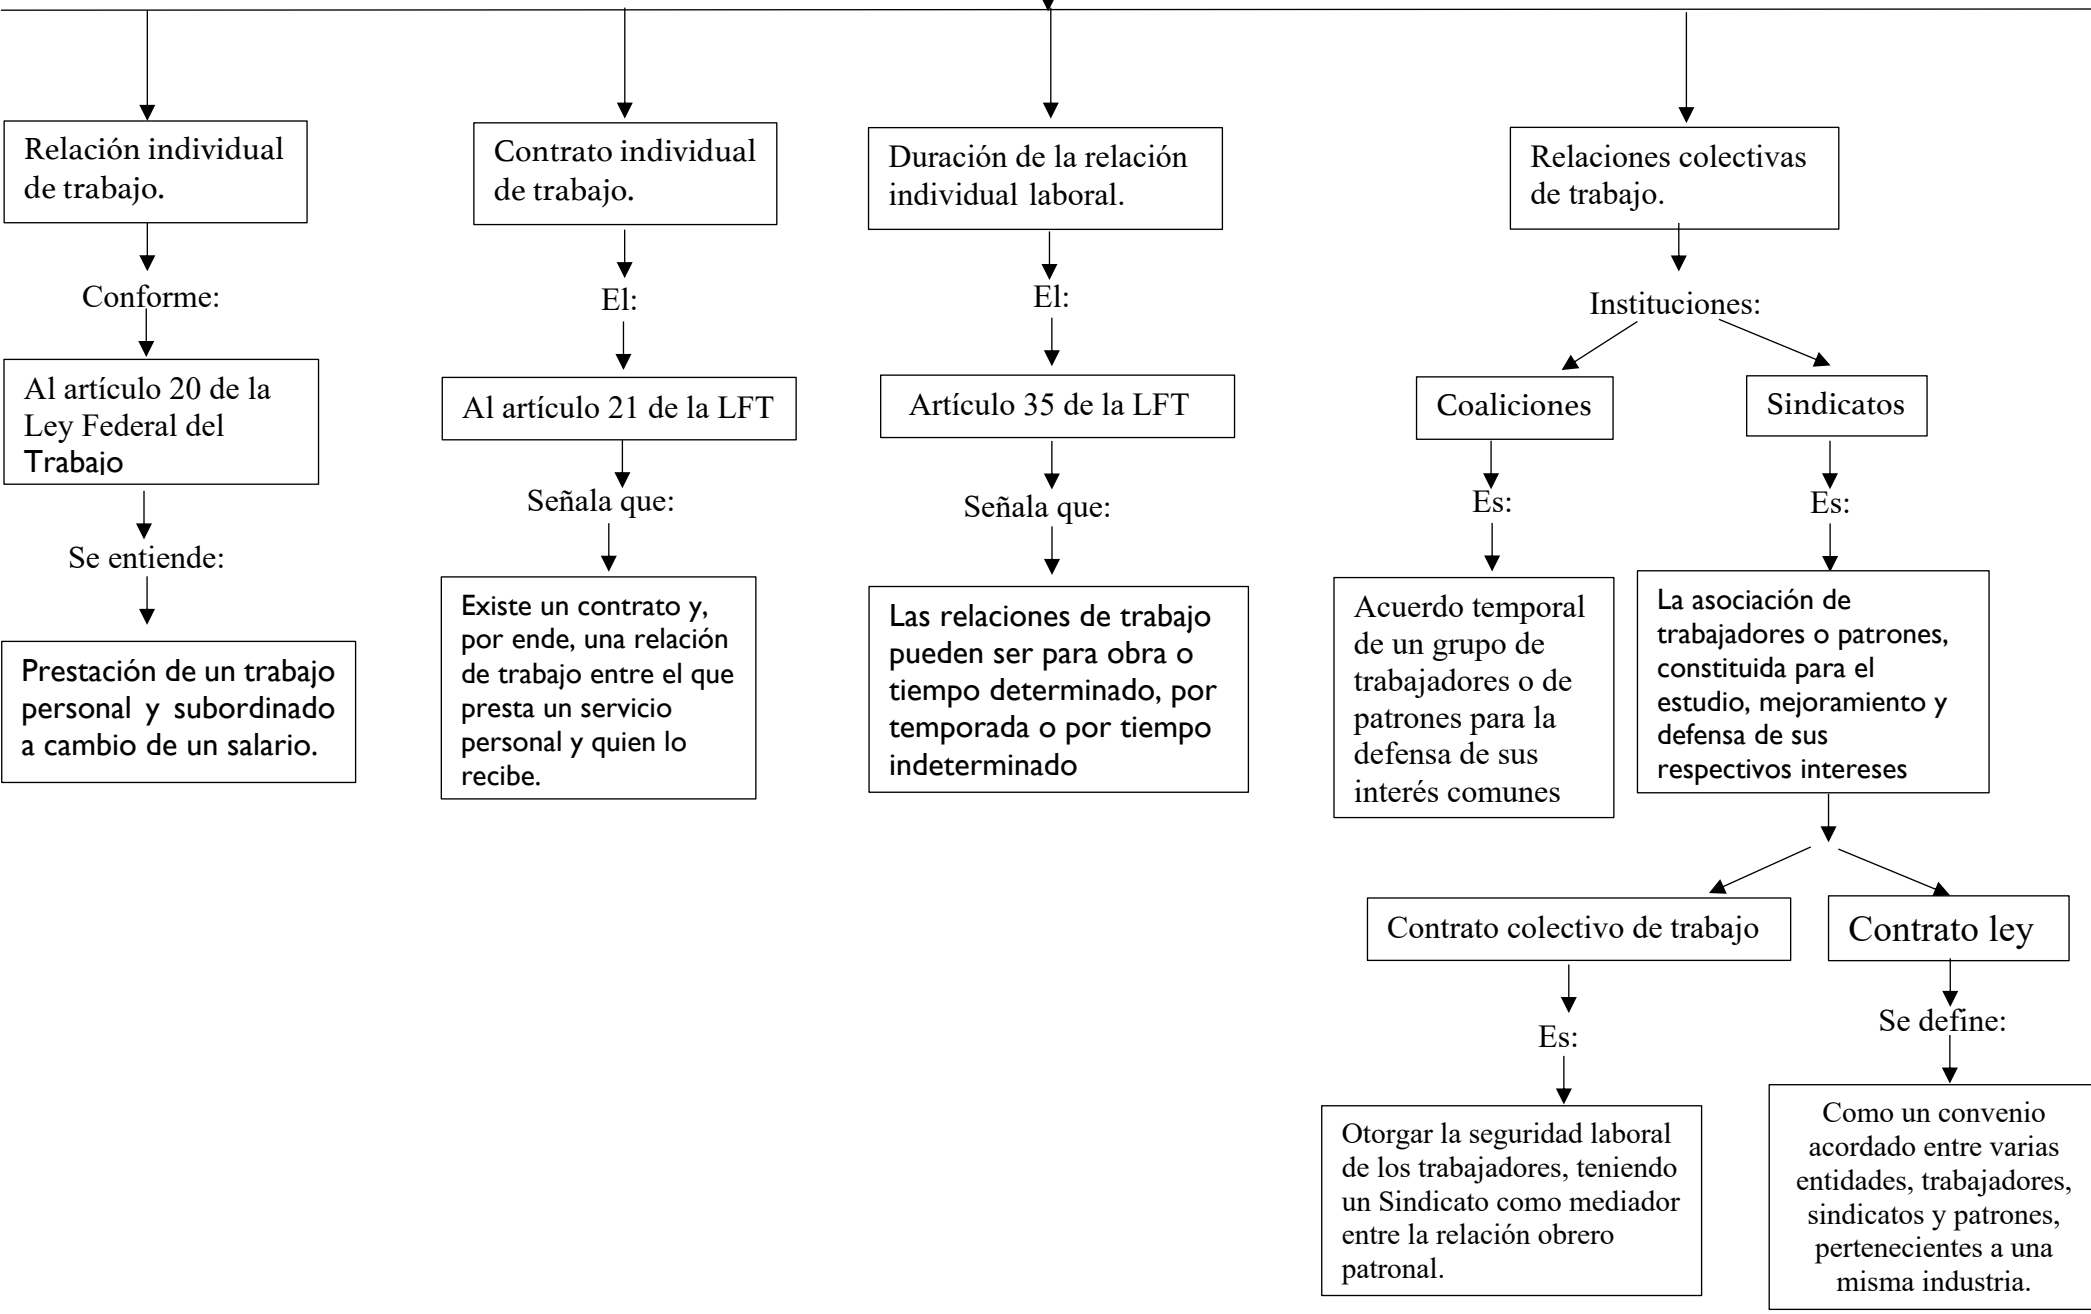 Relación individual
de trabajo.
Conforme:
Al artículo 20 de la
Ley Federal del
Trabajo
Se entiende:
Prestación de un trabajo
personal y subordinado
a cambio de un salario.
Contrato individual
de trabajo.
El:
Al artículo 21 de la LFT
Señala que:
Existe un contrato y,
por ende, una relación
de trabajo entre el que
presta un servicio
personal y quien lo
recibe.
Duración de la relación
individual laboral.
El:
Artículo 35 de la LFT
Señala que:
Las relaciones de trabajo
pueden ser para obra o
tiempo determinado, por
temporada o por tiempo
indeterminado
Relaciones colectivas
de trabajo.
Instituciones:
Coaliciones
Es:
Acuerdo temporal
de un grupo de
trabajadores o de
patrones para la
defensa de sus
interés comunes
Sindicatos
Es:
La asociación de
trabajadores o patrones,
constituida para el
estudio, mejoramiento y
defensa de sus
respectivos intereses
Contrato colectivo de trabajo
Es:
Otorgar la seguridad laboral
de los trabajadores, teniendo
un Sindicato como mediador
entre la relación obrero
patronal.
Contrato ley
Se define:
Como un convenio
acordado entre varias
entidades, trabajadores,
sindicatos y patrones,
pertenecientes a una
misma industria.